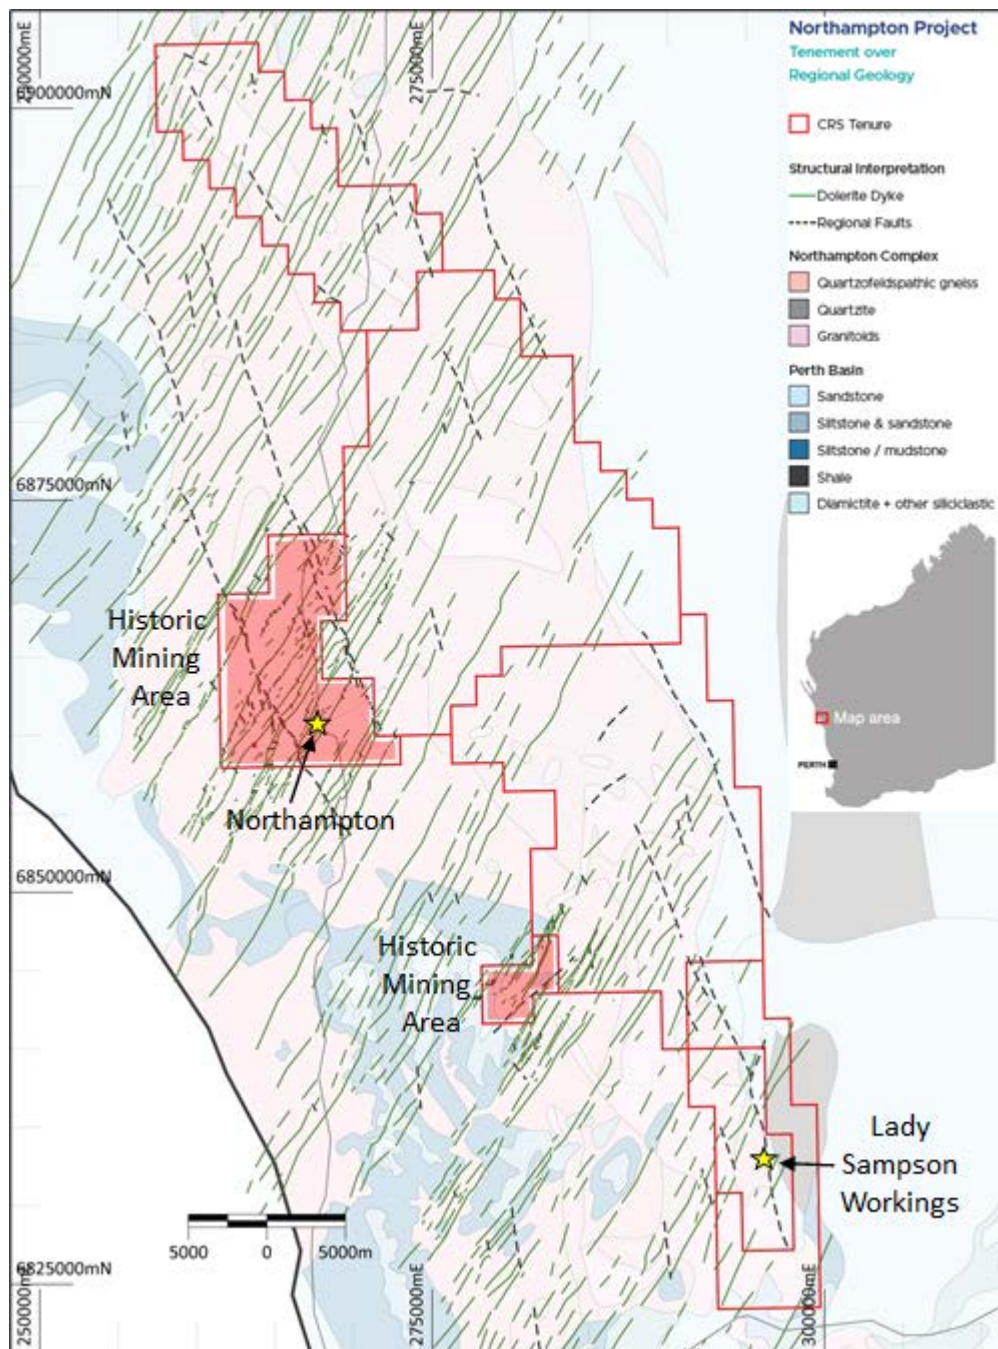 Northampton Project
Tenement over
Regional Geology
CRS Tenure
Structural Interpretation
Dolerite Dyke
Regional Faults
Northampton Complex
Quartzofeldspathic gneiss
Quartzite
Granitoids
Perth Basin
Sandstone
Siltstone & sandstone
Siltstone / mudstone
Shale
Diamictite + other siliciclastic
Map area
PERTH
275000mE
6900000mN
6875000mN
Historic
Mining
Area
Northampton
6850000mN
Historic
Mining
Area
Lady
Sampson
Workings
5000
0
5000m
6825000mN
250000mE
275000mE
300000mE